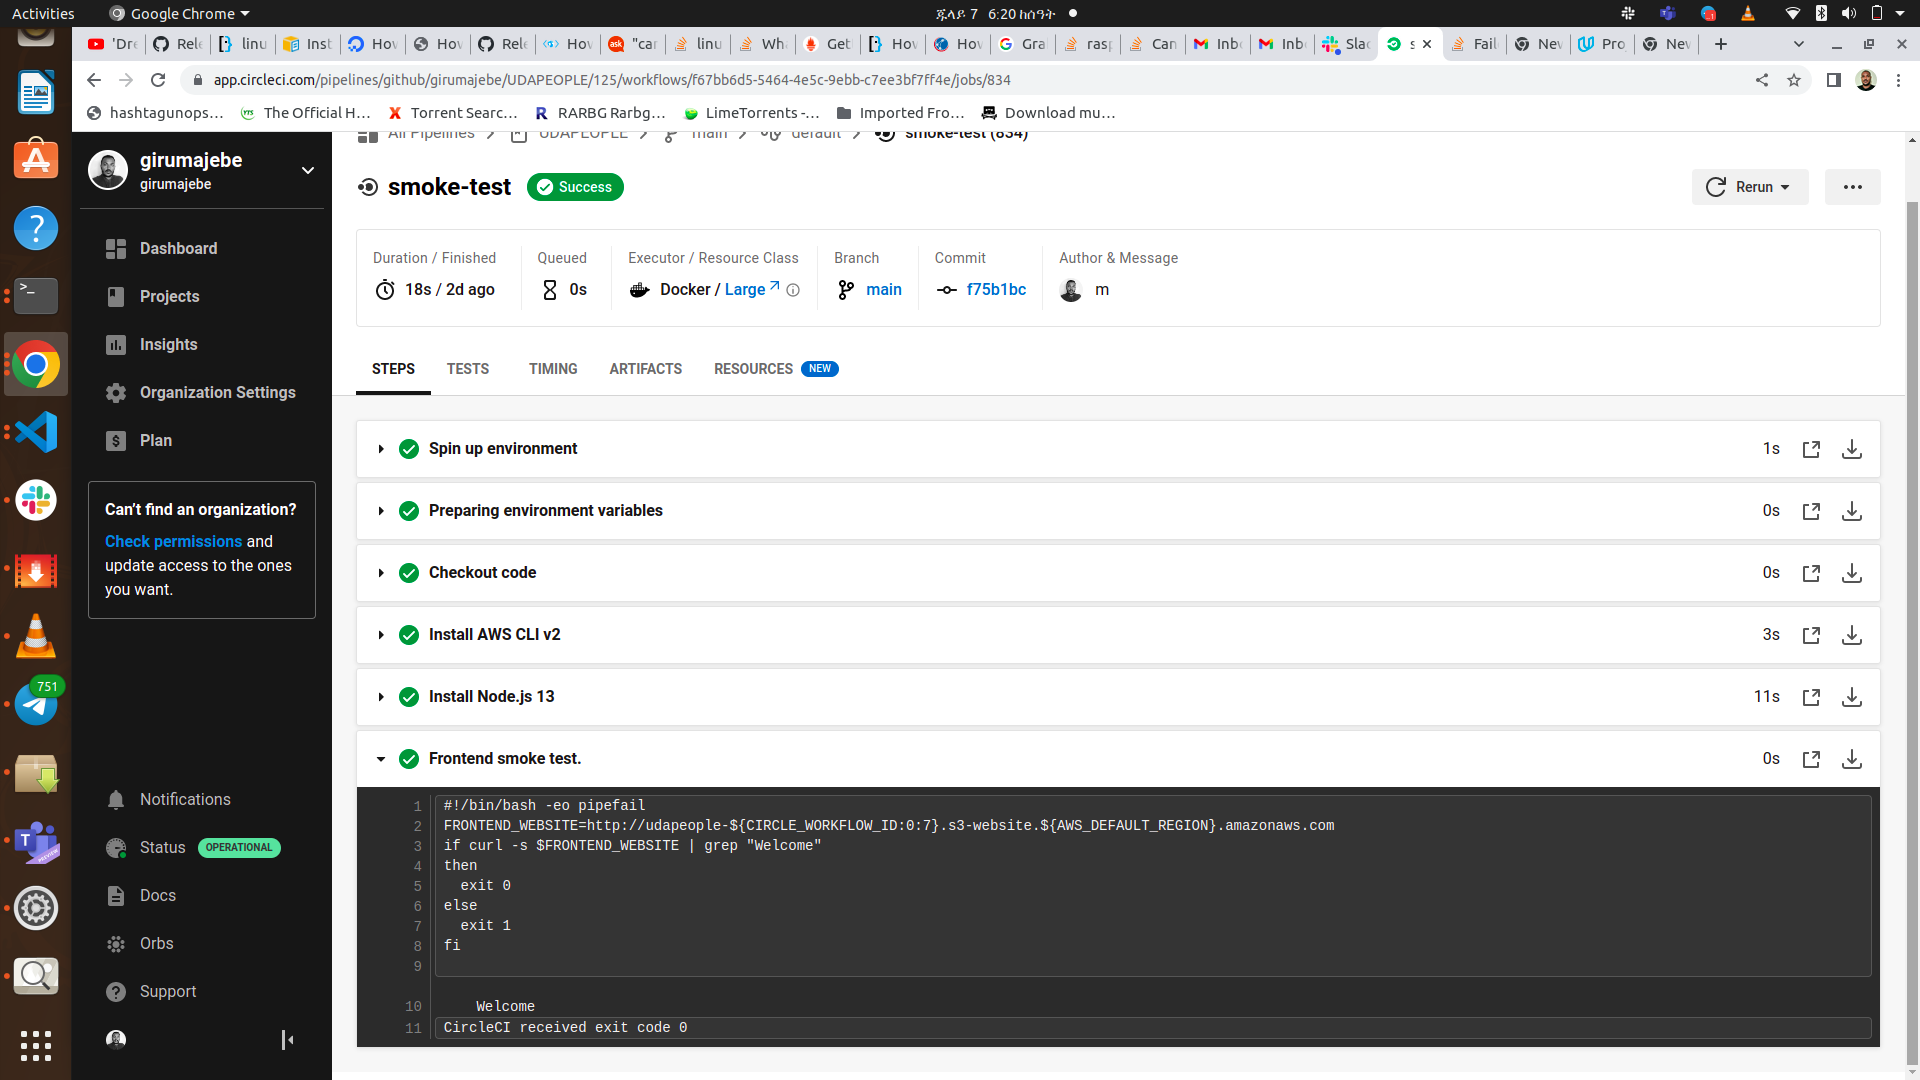 Activities
Google Chrome
ጁላይ 7 6:20 ከሰዓት
'Dre
Rele
linu
Inst
Hov
Hov
Rele
Hov
"car
linu
Wha
Get
Hov
Hov
Gra
rasp
Can
Inbo
Inbo
Slac
s
Fail
Nev
Pro
Nev
app.circleci.com/pipelines/github/girumajebe/UDAPEOPLE/125/workflows/f67bb6d5-5464-4e5c-9ebb-c7ee3bf7ff4e/jobs/834
hashtagunops...
The Official H...
Torrent Searc...
RARBG Rarbg...
LimeTorrents -...
Imported Fro...
Download mu...
All Pipelines
UDAPEOPLE
main
default
smoke-test (834)
girumajebe
girumajebe
smoke-test
Success
Rerun
Duration / Finished
18s / 2d ago
Queued
0s
Executor / Resource Class
Docker / Large
Branch
main
Commit
f75b1bc
Author & Message
m
Dashboard
Projects
Insights
Organization Settings
Plan
Can't find an organization?
Check permissions and
update access to the ones
you want.
751
Notifications
Status OPERATIONAL
Docs
Orbs
Support
STEPS
TESTS
TIMING
ARTIFACTS
RESOURCES NEW
Spin up environment 1s
Preparing environment variables 0s
Checkout code 0s
Install AWS CLI v2 3s
Install Node.js 13 11s
Frontend smoke test. 0s
1 #!/bin/bash -eo pipefail
2 FRONTEND_WEBSITE=http://udapeople-${CIRCLE_WORKFLOW_ID:0:7}.s3-website.${AWS_DEFAULT_REGION}.amazonaws.com
3 if curl -s $FRONTEND_WEBSITE | grep "Welcome"
4 then
5 exit 0
6 else
7 exit 1
8 fi
9
10 Welcome
11 CircleCI received exit code 0